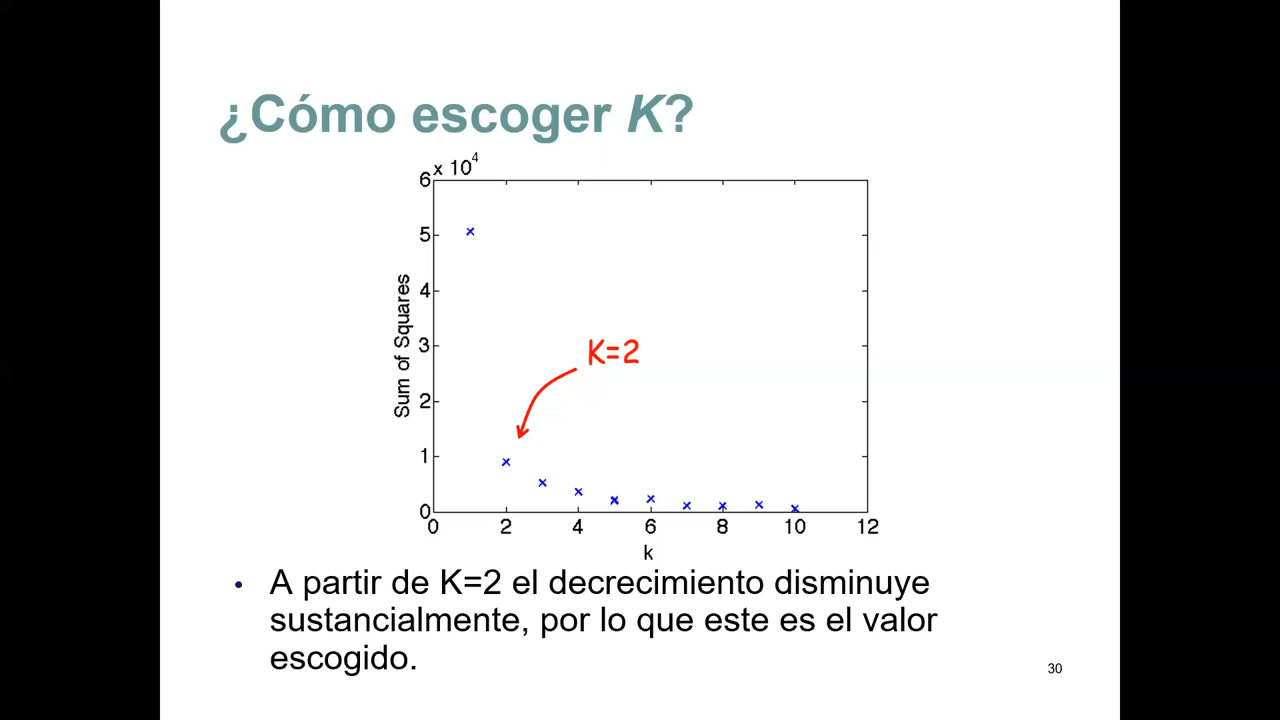 ¿Cómo escoger K?
x 10^4
6
5
4
3
2
1
0
Sum of Squares
K=2
0 2 4 6 8 10 12
k
• A partir de K=2 el decrecimiento disminuye
sustancialmente, por lo que este es el valor
escogido.
30